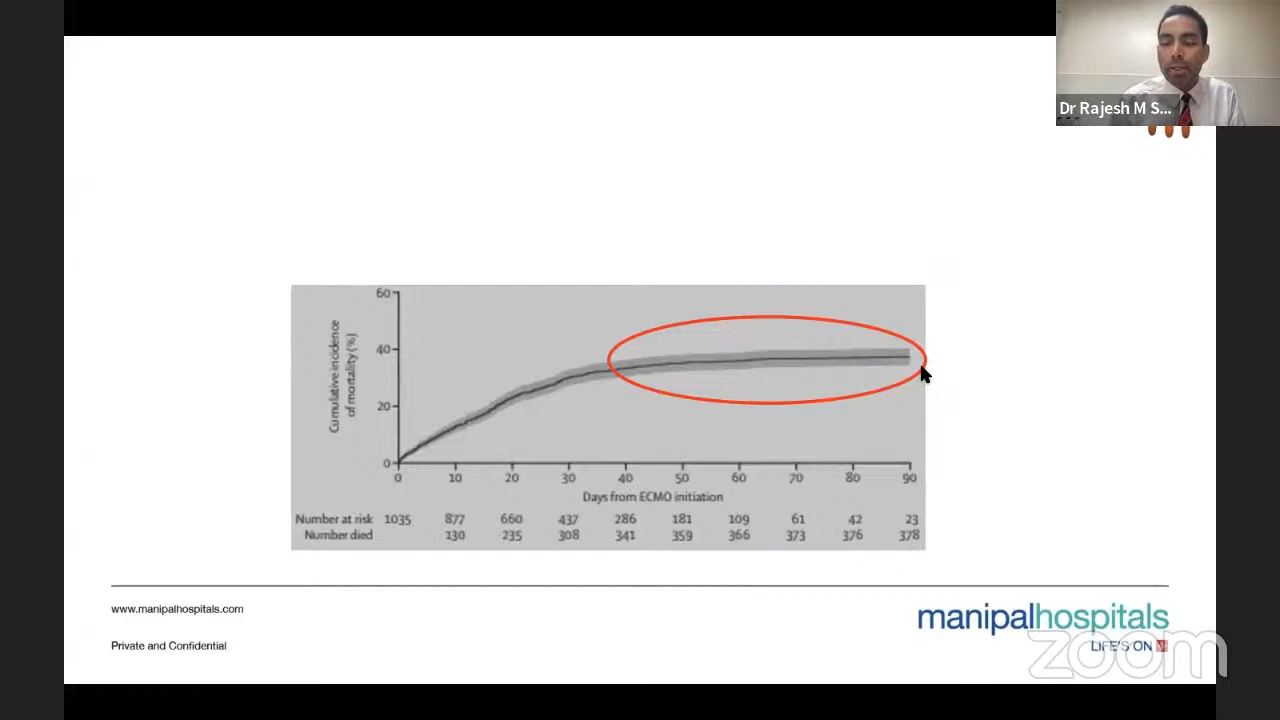 Dr Rajesh M S...
60
Cumulative incidence
of mortality (%)
40
20
0
0 10 20 30 40 50 60 70 80 90
Days from ECMO initiation
Number at risk 1035 877 660 437 286 181 109 61 42 23
Number died 130 235 308 341 359 366 373 376 378
www.manipalhospitals.com
manipalhospitals
Private and Confidential
LIFE'S ON
zoom